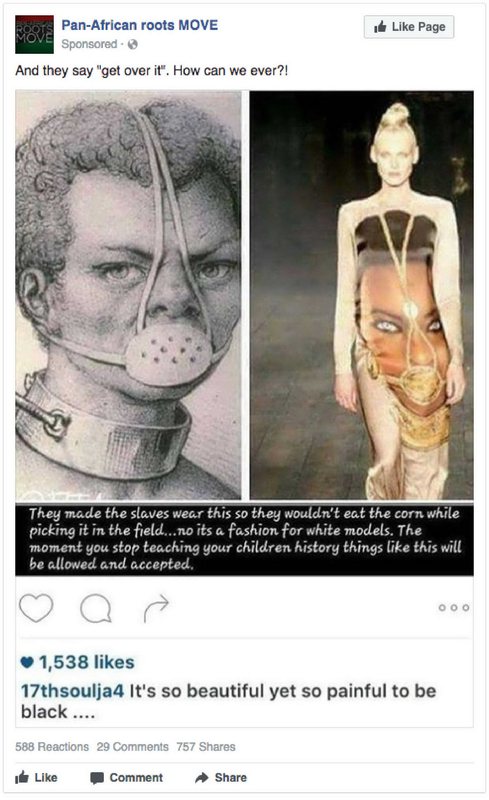 ROOTS
MOVE
Pan-African roots MOVE
Like Page
Sponsored ·
And they say "get over it". How can we ever?!
They made the slaves wear this so they wouldn't eat the corn while
picking it in the field...no its a fashion for white models. The
moment you stop teaching your children history things like this will
be allowed and accepted.
1,538 likes
17thsoulja4 It's so beautiful yet so painful to be
black ....
588 Reactions 29 Comments 757 Shares
Like Comment Share